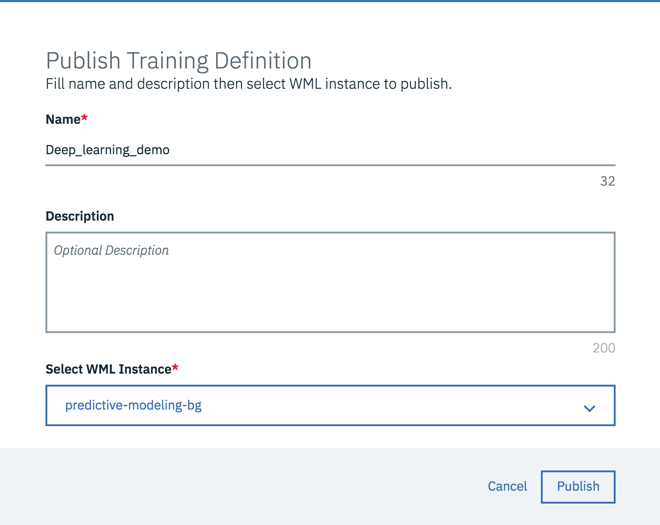 Publish Training Definition
Fill name and description then select WML instance to publish.
Name*
Deep_learning_demo
32
Description
Optional Description
200
Select WML Instance*
predictive-modeling-bg
Cancel Publish